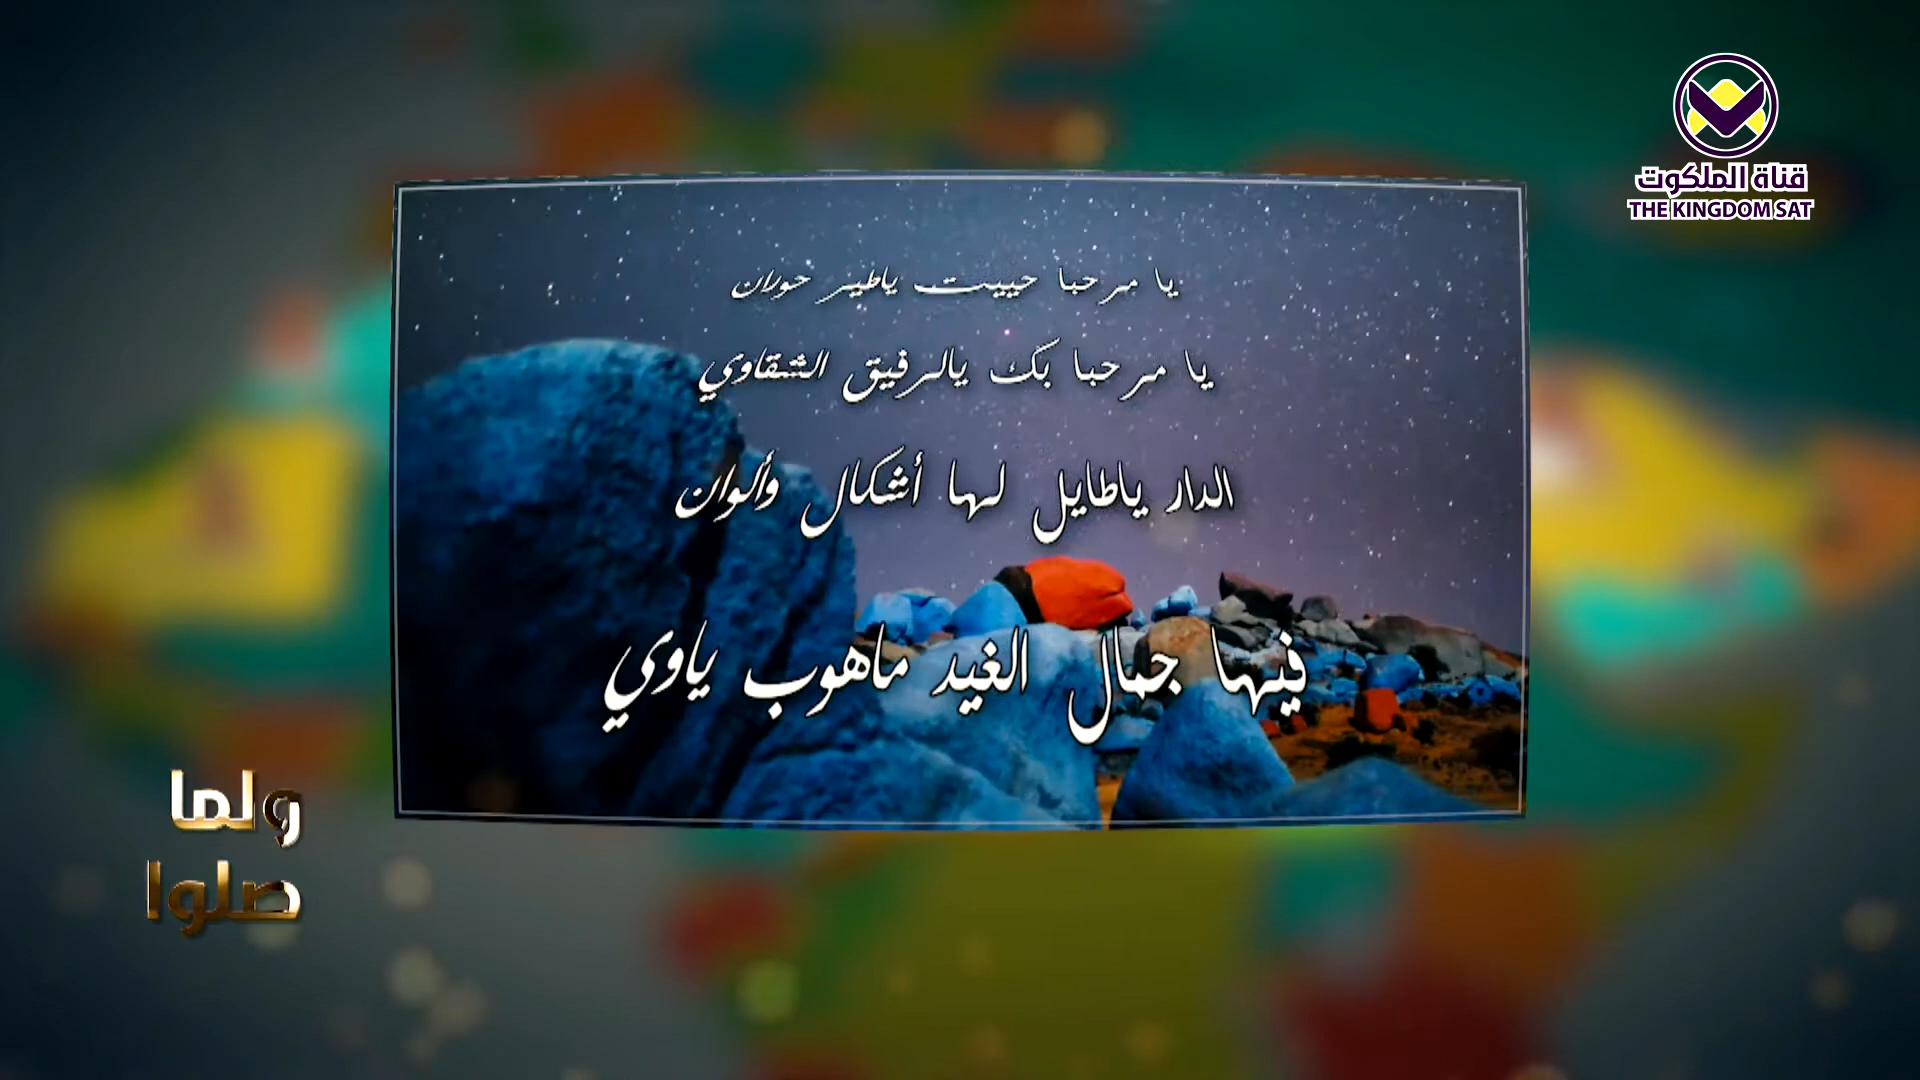 قناة الملكوت
THE KINGDOM SAT
يا مرحبا حييت ياطير حوران
يا مرحبا بك يالرفيق الشقاوي
الدار ياطايل لها أشكال وألوان
فيها جمال الغيد ماهوب ياوي
ولما
صلوا